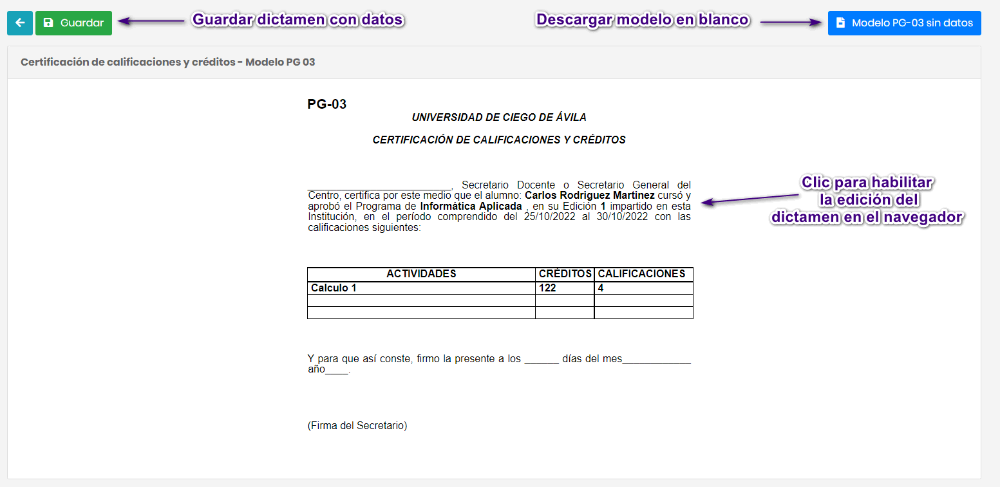 Guardar
Guardar dictamen con datos
Descargar modelo en blanco
Modelo PG-03 sin datos
Certificación de calificaciones y créditos - Modelo PG 03
PG-03
UNIVERSIDAD DE CIEGO DE ÁVILA
CERTIFICACIÓN DE CALIFICACIONES Y CRÉDITOS
_________________________, Secretario Docente o Secretario General del
Centro, certifica por este medio que el alumno: Carlos Rodriguez Martinez cursó y
aprobó el Programa de Informática Aplicada , en su Edición 1 impartido en esta
Institución, en el período comprendido del 25/10/2022 al 30/10/2022 con las
calificaciones siguientes:
Clic para habilitar
la edición del
dictamen en el navegador
ACTIVIDADES CRÉDITOS CALIFICACIONES
Calculo 1 122 4
Y para que así conste, firmo la presente a los ______ días del mes____________
año____.
(Firma del Secretario)